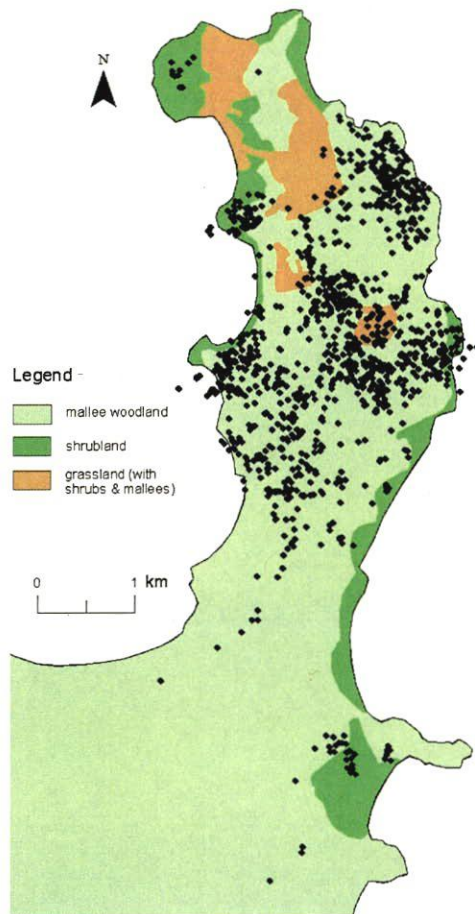 N
Legend
mallee woodland
shrubland
grassland (with
shrubs & mallees)
0 1 km